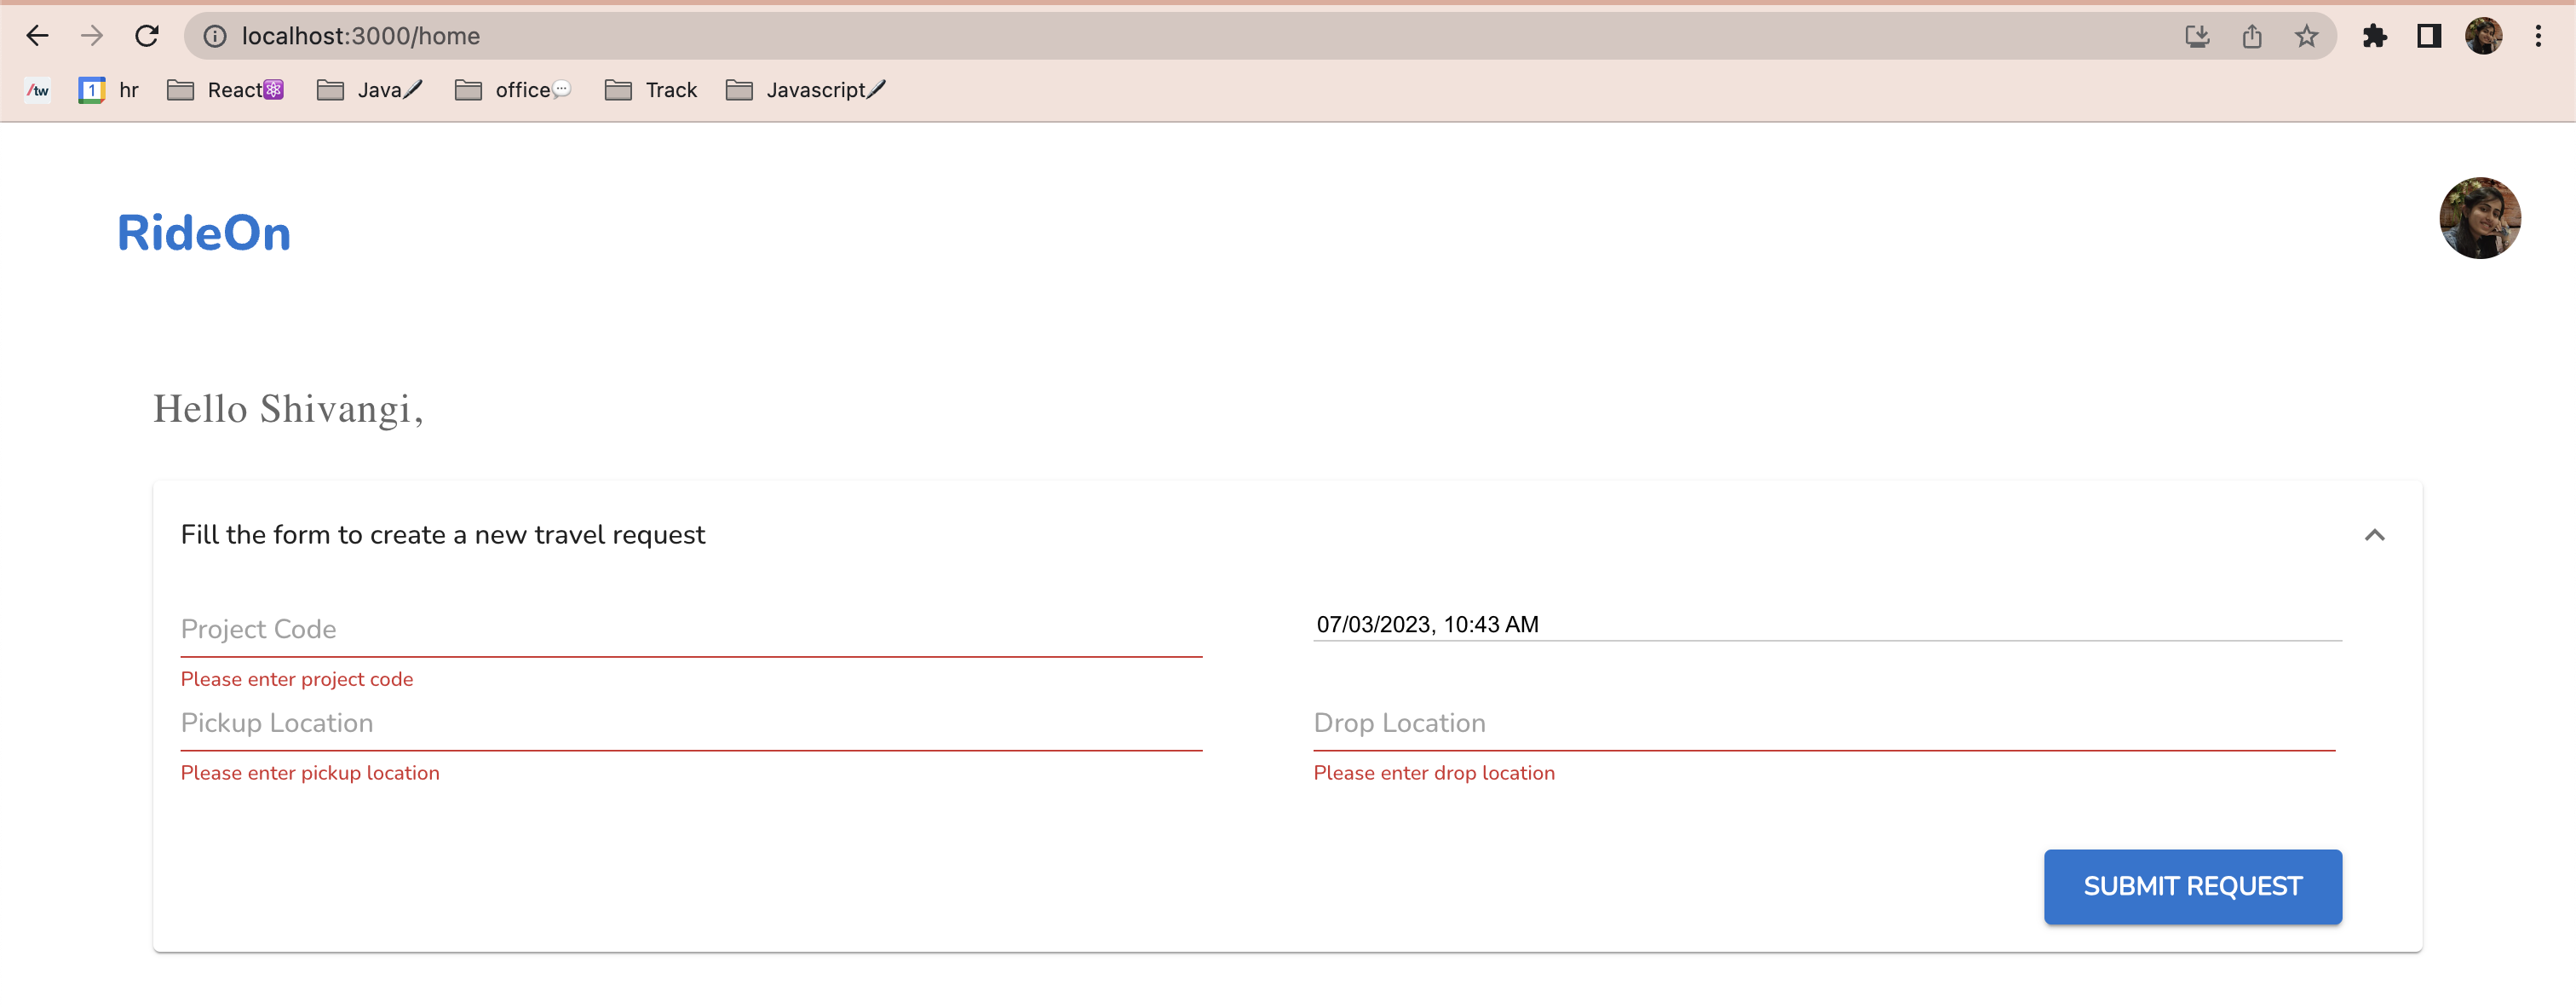 localhost:3000/home
/tw 1 hr React Java office Track Javascript
RideOn
Hello Shivangi,
Fill the form to create a new travel request
Project Code 07/03/2023, 10:43 AM
Please enter project code
Pickup Location Drop Location
Please enter pickup location Please enter drop location
SUBMIT REQUEST